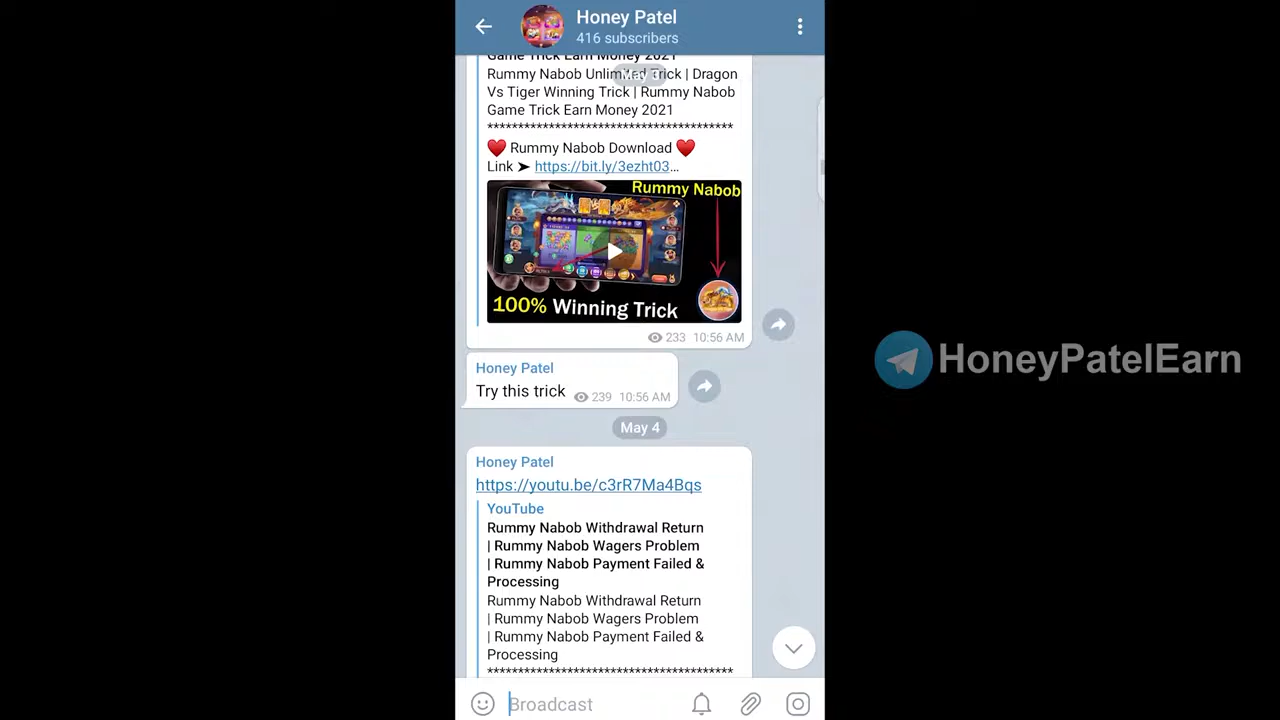 Honey Patel
416 subscribers
Game Trick Earn Money 2021
May 3
Rummy Nabob Unlimited Trick | Dragon
Vs Tiger Winning Trick | Rummy Nabob
Game Trick Earn Money 2021
****************************************
❤️ Rummy Nabob Download ❤️
Link ➤ https://bit.ly/3ezht03...
Rummy Nabob
100% Winning Trick
233 10:56 AM
Honey Patel
Try this trick 239 10:56 AM
May 4
Honey Patel
https://youtu.be/c3rR7Ma4Bqs
YouTube
Rummy Nabob Withdrawal Return
| Rummy Nabob Wagers Problem
| Rummy Nabob Payment Failed &
Processing
Rummy Nabob Withdrawal Return
| Rummy Nabob Wagers Problem
| Rummy Nabob Payment Failed &
Processing
****************************************
Broadcast
HoneyPatelEarn